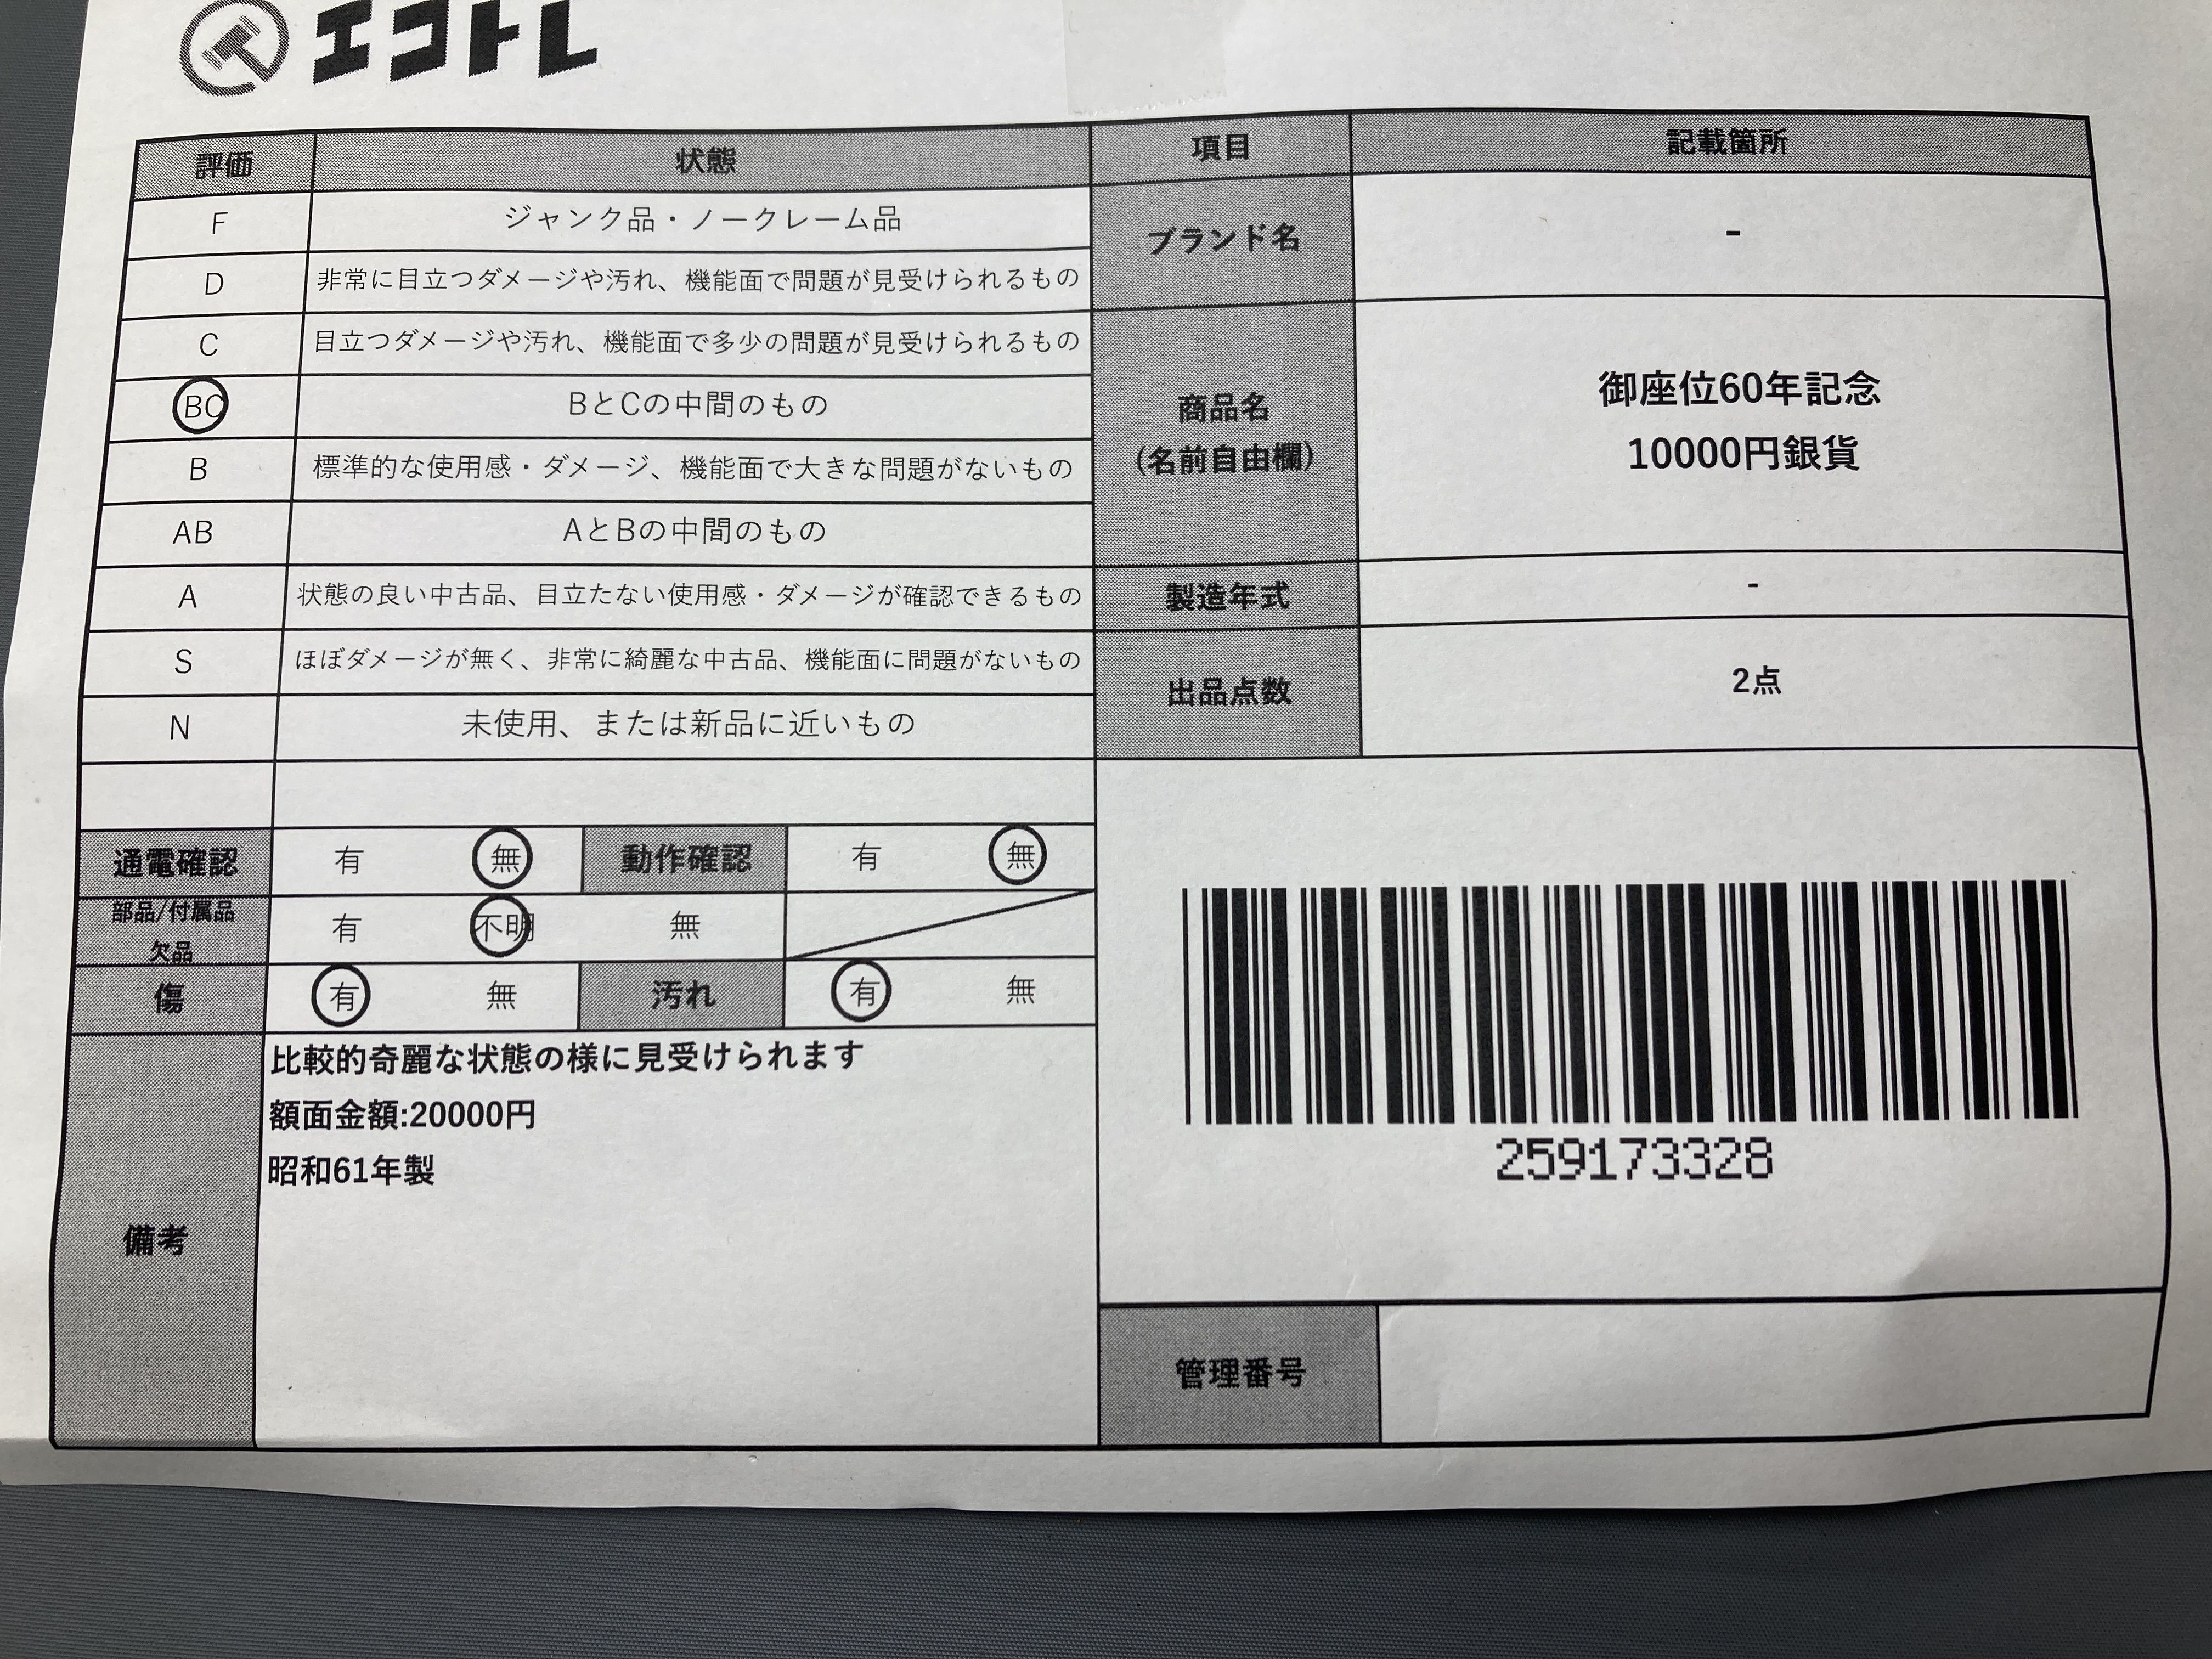 エコトレ
評価 状態
F ジャンク品・ノークレーム品
D 非常に目立つダメージや汚れ、機能面で問題が見受けられるもの
C 目立つダメージや汚れ、機能面で多少の問題が見受けられるもの
BC BとCの中間のもの
B 標準的な使用感・ダメージ、機能面で大きな問題がないもの
AB AとBの中間のもの
A 状態の良い中古品、目立たない使用感・ダメージが確認できるもの
S ほぼダメージが無く、非常に綺麗な中古品、機能面に問題がないもの
N 未使用、または新品に近いもの
通電確認 有 無 動作確認 有 無
部品/付属品
欠品 有 不明 無
傷 有 無 汚れ 有 無
備考
比較的奇麗な状態の様に見受けられます
額面金額:20000円
昭和61年製
項目 記載箇所
ブランド名 -
商品名
(名前自由欄)
御座位60年記念
10000円銀貨
製造年式 -
出品点数 2点
259173328
管理番号